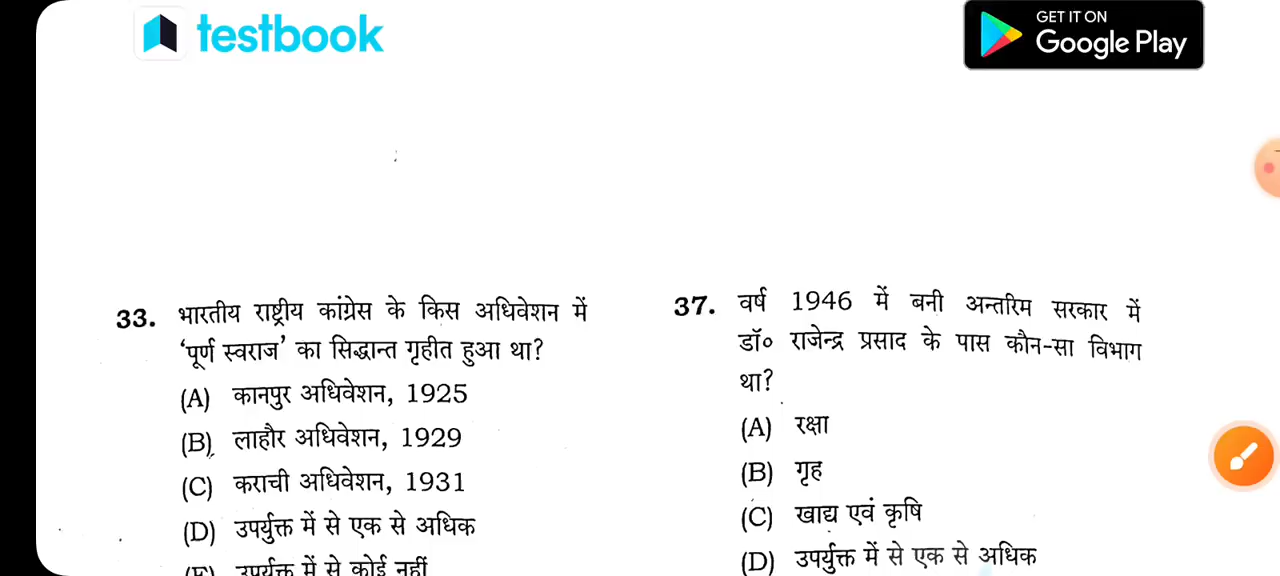 testbook
GET IT ON
Google Play
33. भारतीय राष्ट्रीय कांग्रेस के किस अधिवेशन में
'पूर्ण स्वराज' का सिद्धान्त गृहीत हुआ था?
(A) कानपुर अधिवेशन, 1925
(B) लाहौर अधिवेशन, 1929
(C) कराची अधिवेशन, 1931
(D) उपर्युक्त में से एक से अधिक
(E) उपर्युक्त में से कोई नहीं
37. वर्ष 1946 में बनी अन्तरिम सरकार में
डॉ० राजेन्द्र प्रसाद के पास कौन-सा विभाग
था?
(A) रक्षा
(B) गृह
(C) खाद्य एवं कृषि
(D) उपर्युक्त में से एक से अधिक